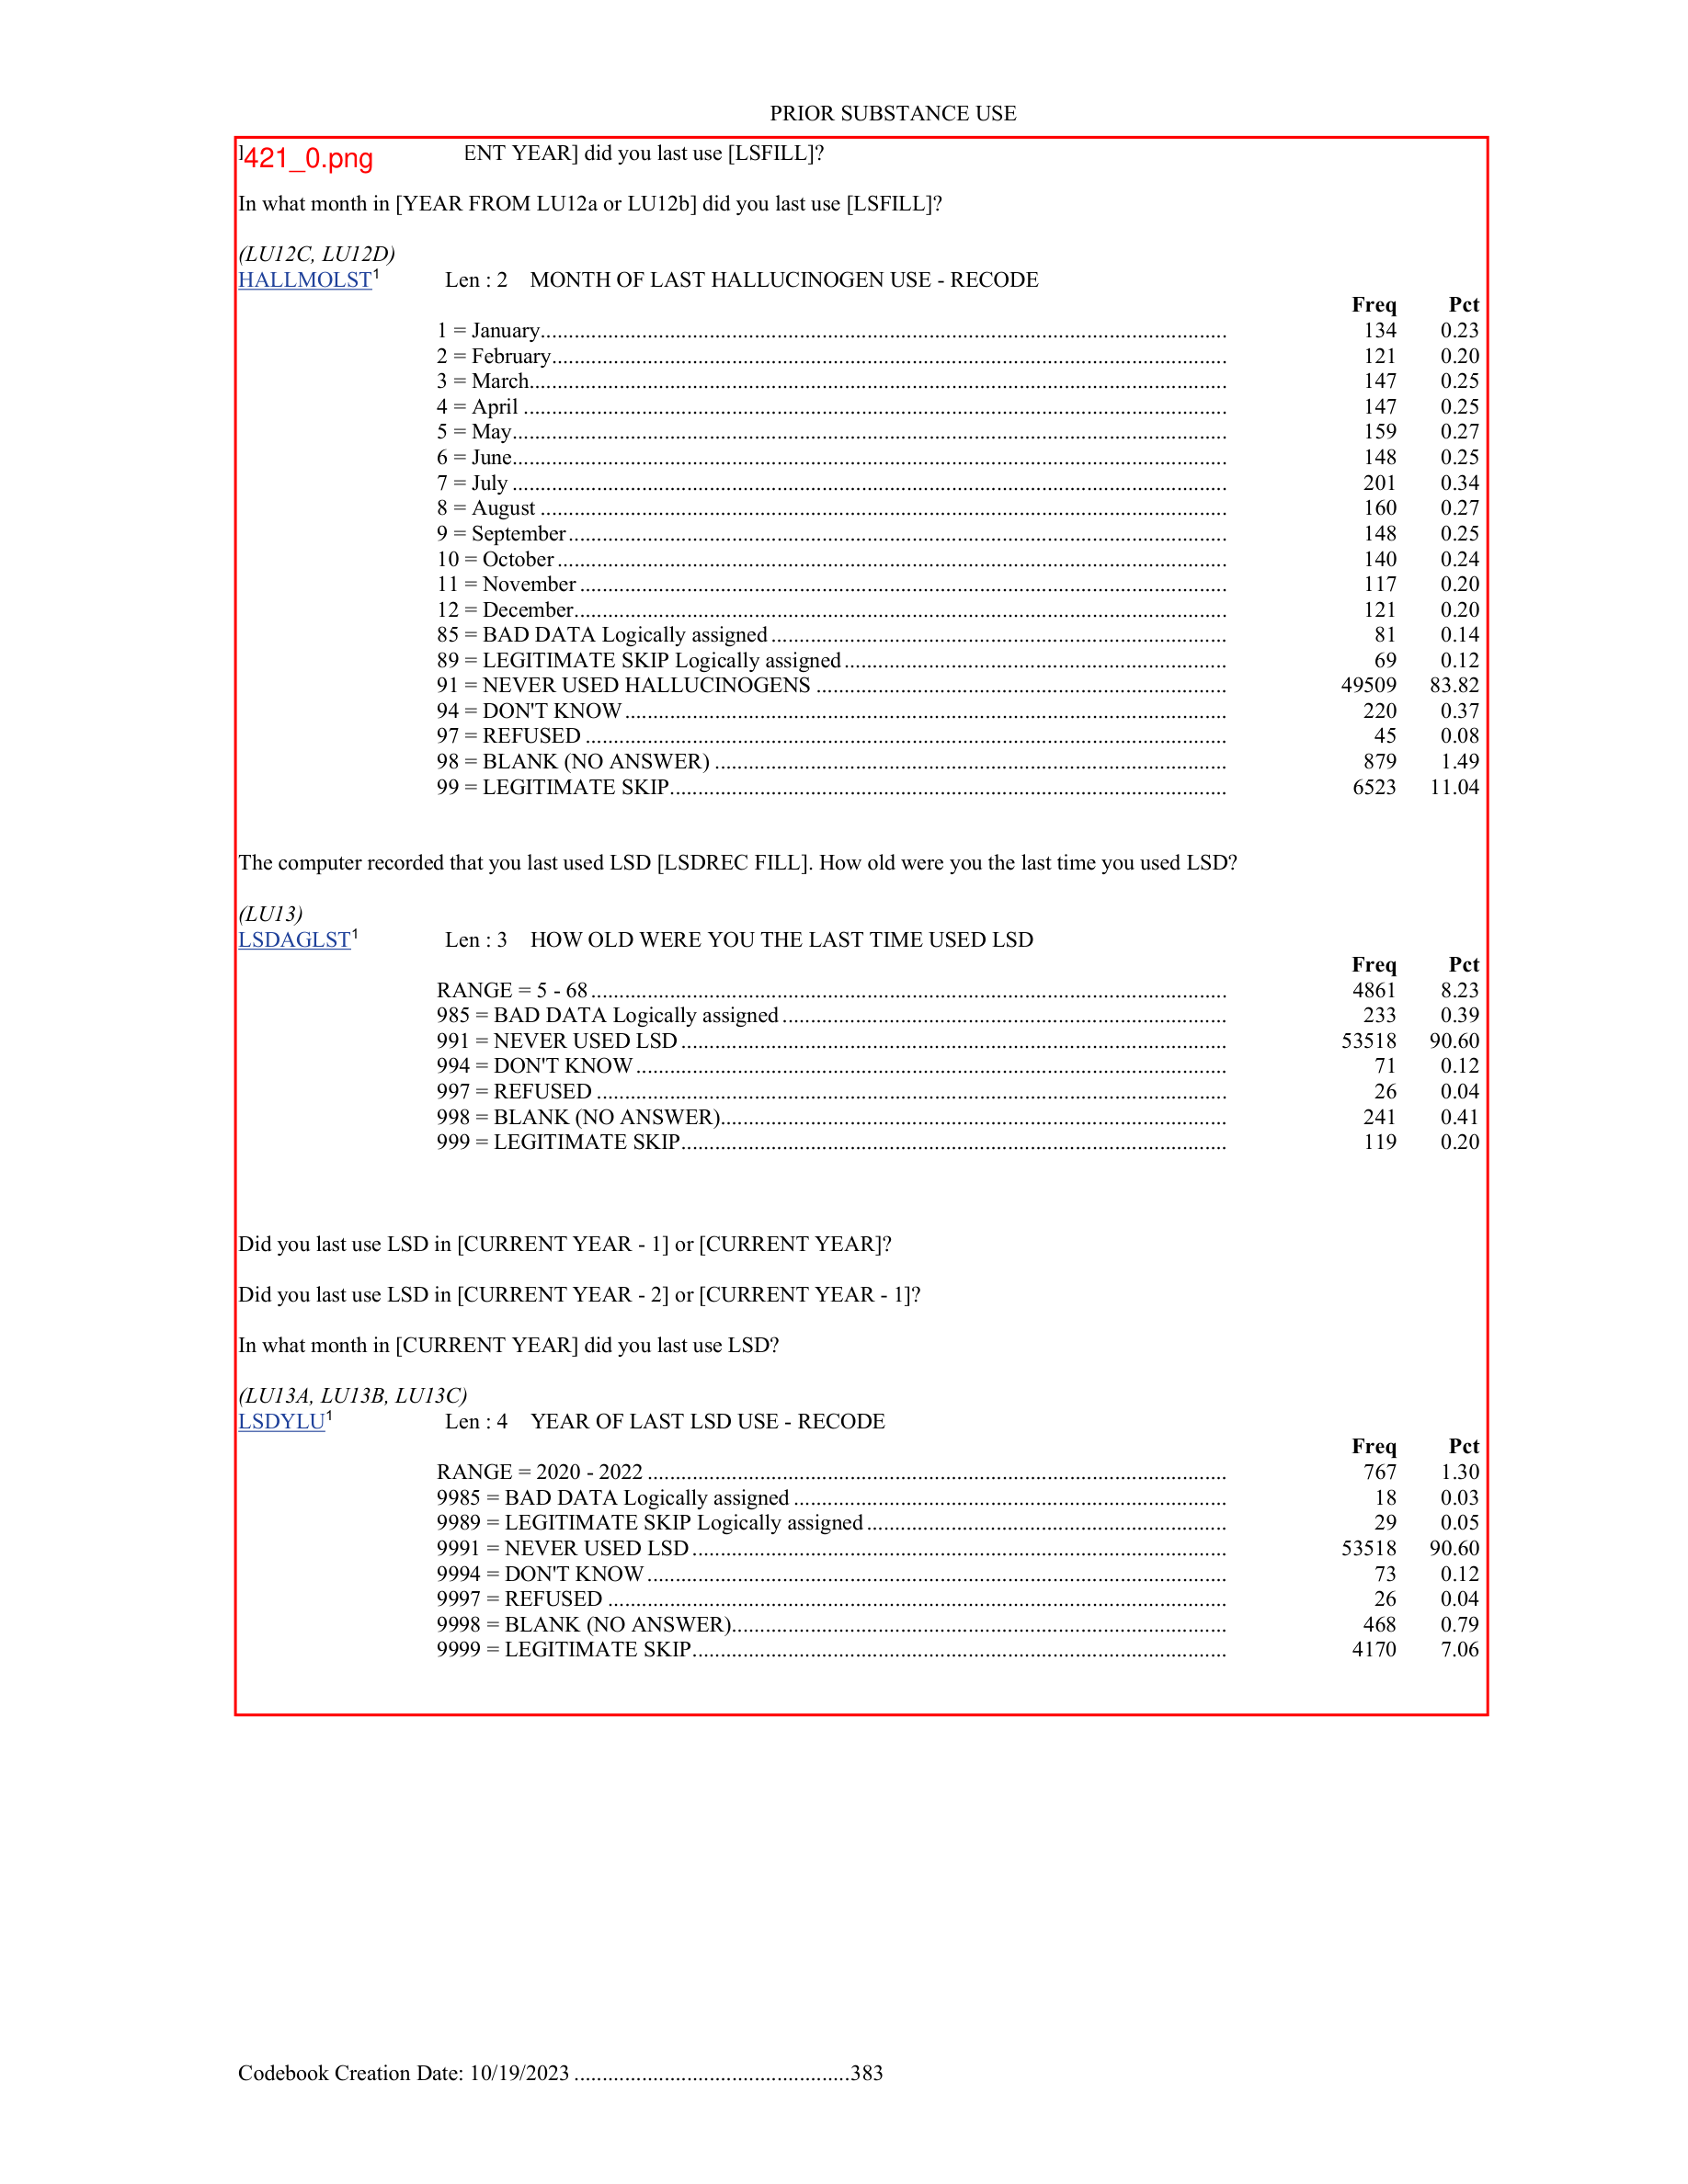 PRIOR SUBSTANCE USE
421_0.png ENT YEAR] did you last use [LSFILL]?
In what month in [YEAR FROM LU12a or LU12b] did you last use [LSFILL]?
(LU12C, LU12D)
HALLMOLST1 Len : 2 MONTH OF LAST HALLUCINOGEN USE - RECODE
Freq Pct
1 = January 134 0.23
2 = February 121 0.20
3 = March 147 0.25
4 = April 147 0.25
5 = May 159 0.27
6 = June 148 0.25
7 = July 201 0.34
8 = August 160 0.27
9 = September 148 0.25
10 = October 140 0.24
11 = November 117 0.20
12 = December 121 0.20
85 = BAD DATA Logically assigned 81 0.14
89 = LEGITIMATE SKIP Logically assigned 69 0.12
91 = NEVER USED HALLUCINOGENS 49509 83.82
94 = DON'T KNOW 220 0.37
97 = REFUSED 45 0.08
98 = BLANK (NO ANSWER) 879 1.49
99 = LEGITIMATE SKIP 6523 11.04
The computer recorded that you last used LSD [LSDREC FILL]. How old were you the last time you used LSD?
(LU13)
LSDAGLST1 Len : 3 HOW OLD WERE YOU THE LAST TIME USED LSD
Freq Pct
RANGE = 5 - 68 4861 8.23
985 = BAD DATA Logically assigned 233 0.39
991 = NEVER USED LSD 53518 90.60
994 = DON'T KNOW 71 0.12
997 = REFUSED 26 0.04
998 = BLANK (NO ANSWER) 241 0.41
999 = LEGITIMATE SKIP 119 0.20
Did you last use LSD in [CURRENT YEAR - 1] or [CURRENT YEAR]?
Did you last use LSD in [CURRENT YEAR - 2] or [CURRENT YEAR - 1]?
In what month in [CURRENT YEAR] did you last use LSD?
(LU13A, LU13B, LU13C)
LSDYLU1 Len : 4 YEAR OF LAST LSD USE - RECODE
Freq Pct
RANGE = 2020 - 2022 767 1.30
9985 = BAD DATA Logically assigned 18 0.03
9989 = LEGITIMATE SKIP Logically assigned 29 0.05
9991 = NEVER USED LSD 53518 90.60
9994 = DON'T KNOW 73 0.12
9997 = REFUSED 26 0.04
9998 = BLANK (NO ANSWER) 468 0.79
9999 = LEGITIMATE SKIP 4170 7.06
Codebook Creation Date: 10/19/2023 383